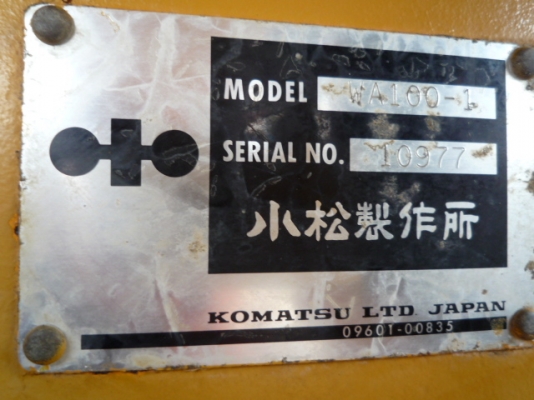 MODEL WA100-1
SERIAL NO. 10977
小松製作所
KOMATSU LTD. JAPAN
09601-00835